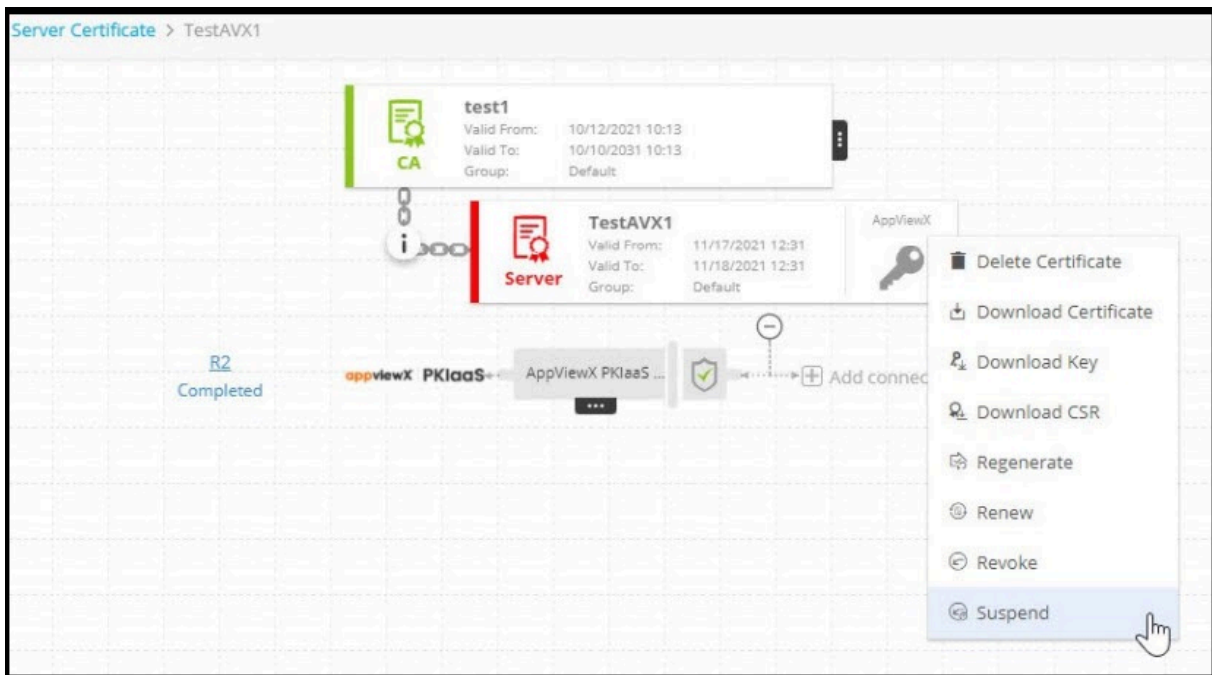 Server Certificate > TestAVX1
test1
Valid From: 10/12/2021 10:13
Valid To: 10/10/2031 10:13
Group: Default
CA
TestAVX1
Valid From: 11/17/2021 12:31
Valid To: 11/18/2021 12:31
Group: Default
Server
AppViewX
i
R2
Completed
appviewX PKIaaS
AppViewX PKIaaS ...
Add connec
Delete Certificate
Download Certificate
Download Key
Download CSR
Regenerate
Renew
Revoke
Suspend